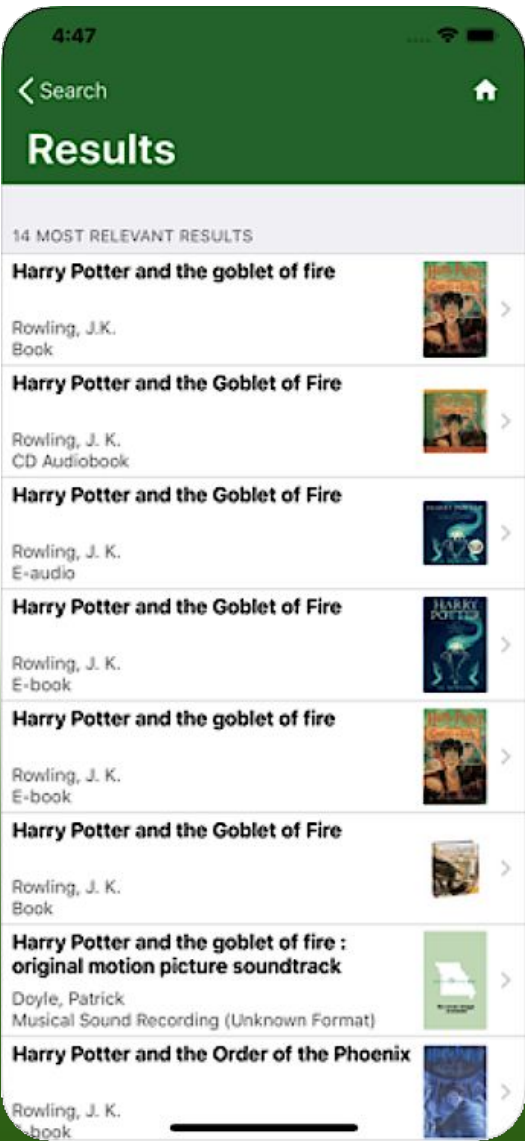 4:47
Search
Results
14 MOST RELEVANT RESULTS
Harry Potter and the goblet of fire
Rowling, J.K.
Book
Harry Potter and the Goblet of Fire
Rowling, J. K.
CD Audiobook
Harry Potter and the Goblet of Fire
Rowling, J. K.
E-audio
Harry Potter and the Goblet of Fire
HARRY
POTTER
Rowling, J. K.
E-book
Harry Potter and the goblet of fire
Rowling, J. K.
E-book
Harry Potter and the Goblet of Fire
Rowling, J. K.
Book
Harry Potter and the goblet of fire :
original motion picture soundtrack
Doyle, Patrick
Musical Sound Recording (Unknown Format)
Harry Potter and the Order of the Phoenix
Rowling, J. K.
-book